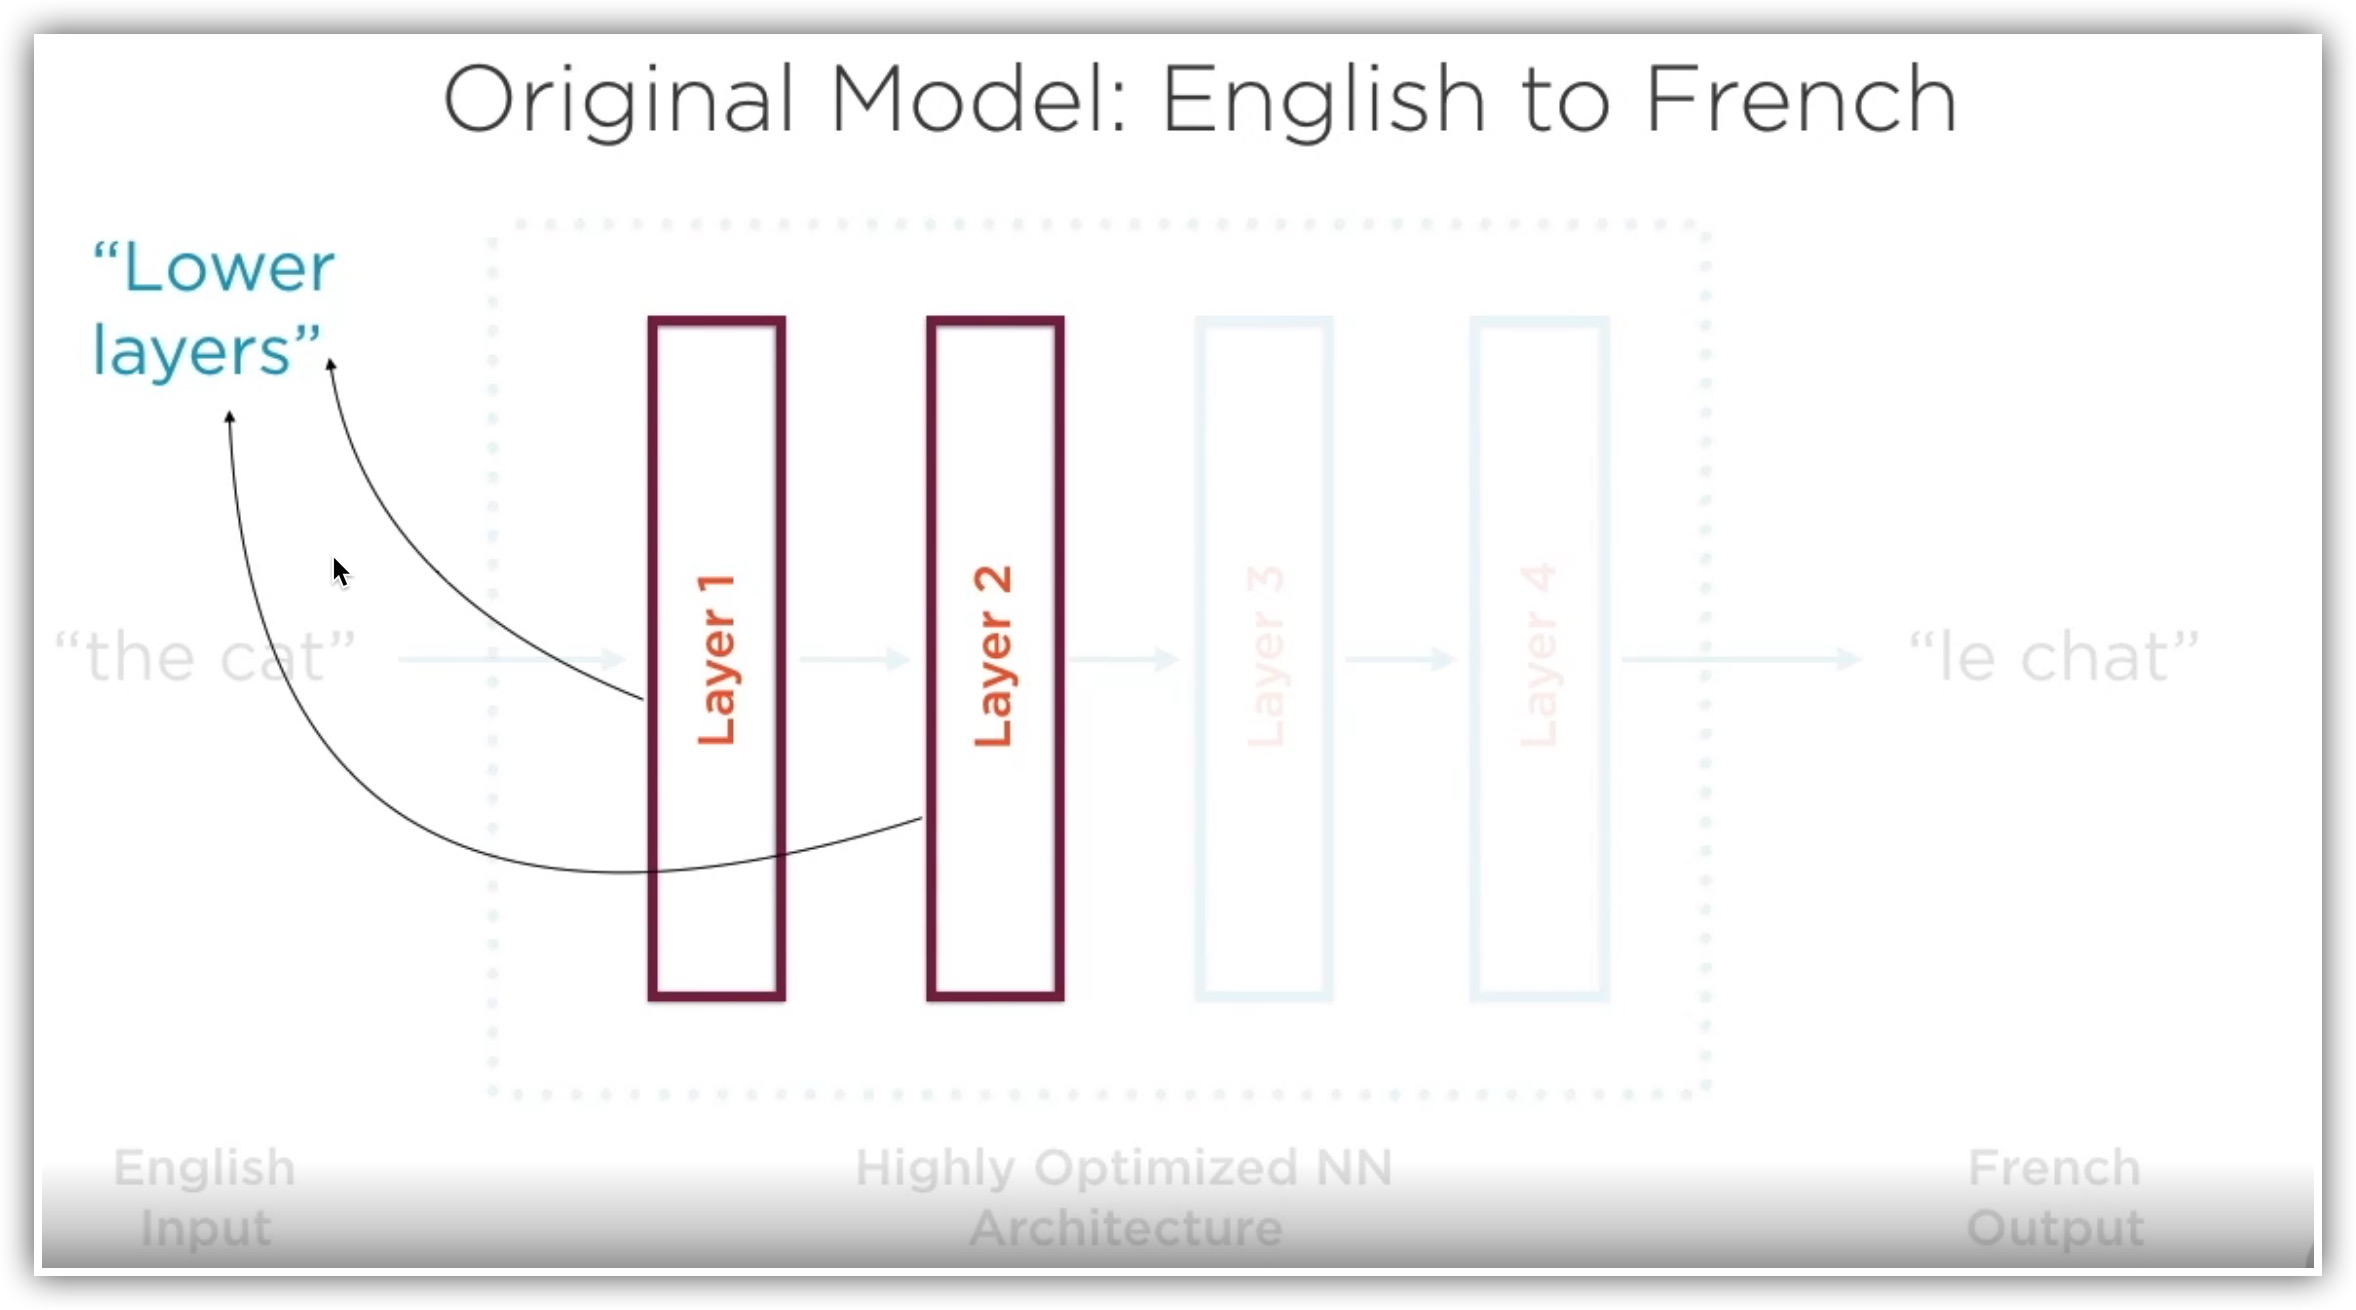 Original Model: English to French
“Lower
layers”
“the cat”
Layer 1
Layer 2
Layer 3
Layer 4
“le chat”
English
Input
Highly Optimized NN
Architecture
French
Output